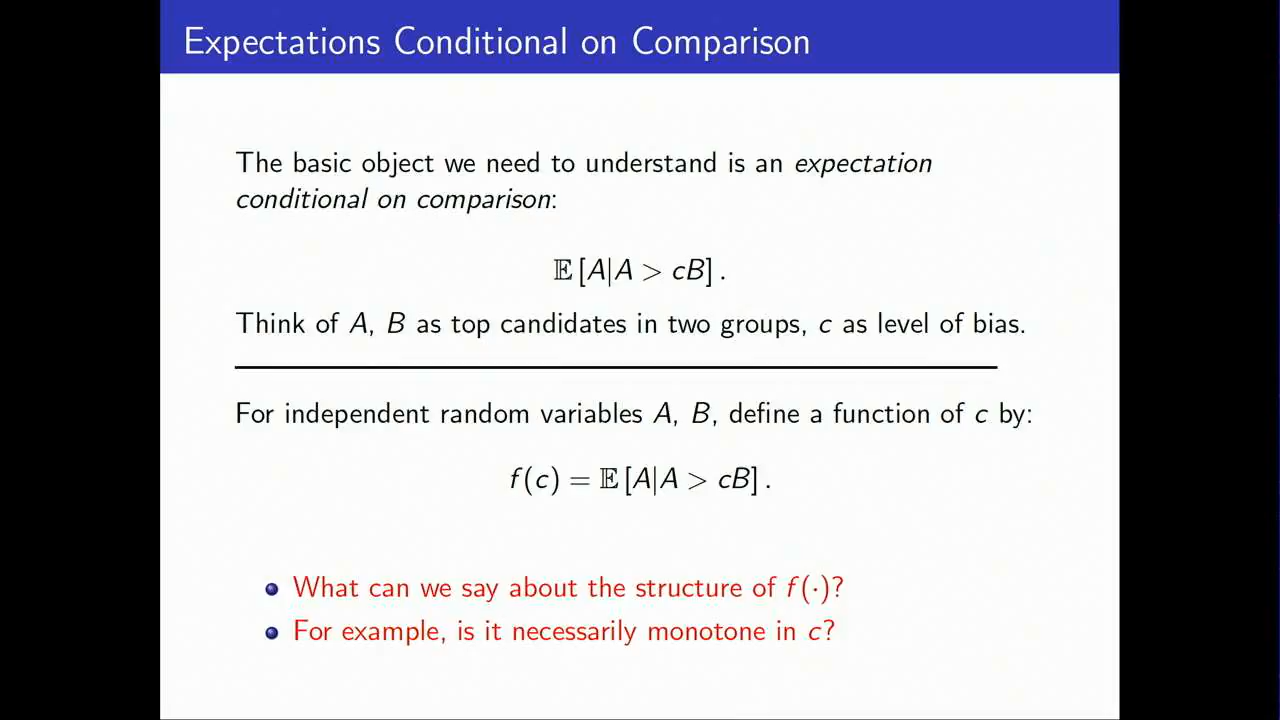 Expectations Conditional on Comparison
The basic object we need to understand is an expectation
conditional on comparison:
𝔼 [A|A > cB] .
Think of A, B as top candidates in two groups, c as level of bias.
For independent random variables A, B, define a function of c by:
f(c) = 𝔼 [A|A > cB] .
What can we say about the structure of f(·)?
For example, is it necessarily monotone in c?